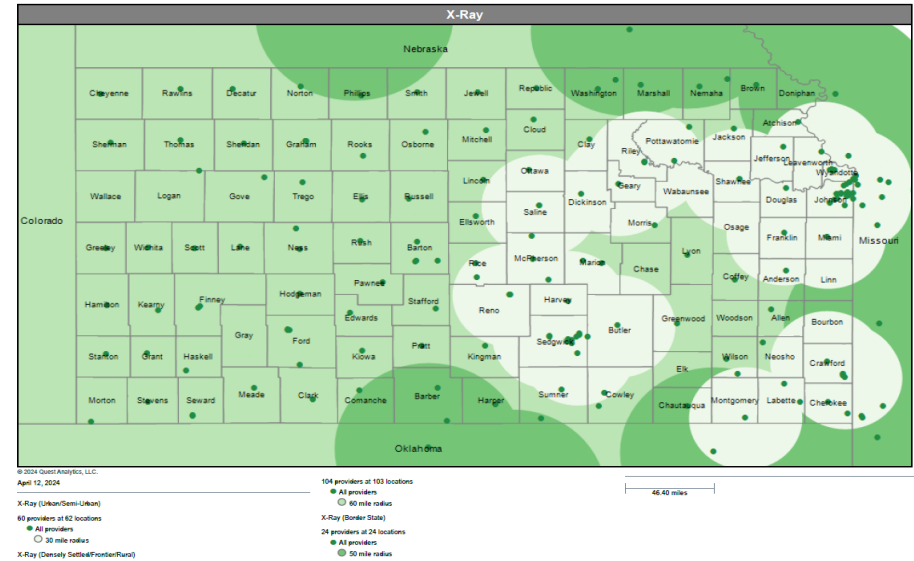 X-Ray
Nebraska
Cheyenne Rawlins Decatur Norton Phillips Smith Jewell Republic Washington Marshall Nemaha Brown Doniphan
Atchison
Sherman Thomas Sheridan Graham Rooks Osborne Mitchell Cloud Clay Riley Pottawatomie Jackson
Jefferson Leavenworth
Wyandotte
Wallace Logan Gove Trego Ellis Russell Lincoln Ottawa Geary Wabaunsee Shawnee Douglas Johnson
Colorado
Ellsworth Saline Dickinson Morris Osage
Missouri
Greeley Wichita Scott Lane Ness Rush Barton Rice McPherson Marion Chase Lyon Franklin Miami
Coffey Anderson Linn
Hamilton Kearny Finney Hodgeman Pawnee Stafford Reno Harvey
Edwards
Gray Ford Sedgwick Butler Greenwood Woodson Allen Bourbon
Stanton Grant Haskell Kiowa Pratt Kingman Elk Wilson Neosho Crawford
Morton Stevens Seward Meade Clark Comanche Barber Harper Sumner Cowley Chautauqua Montgomery Labette Cherokee
Oklahoma
© 2024 Quest Analytics, LLC.
April 12, 2024
X-Ray (Urban/Semi-Urban)
60 providers at 62 locations
All providers
30 mile radius
X-Ray (Densely Settled/Frontier/Rural)
104 providers at 103 locations
All providers
60 mile radius
X-Ray (Border State)
24 providers at 24 locations
All providers
50 mile radius
46.40 miles